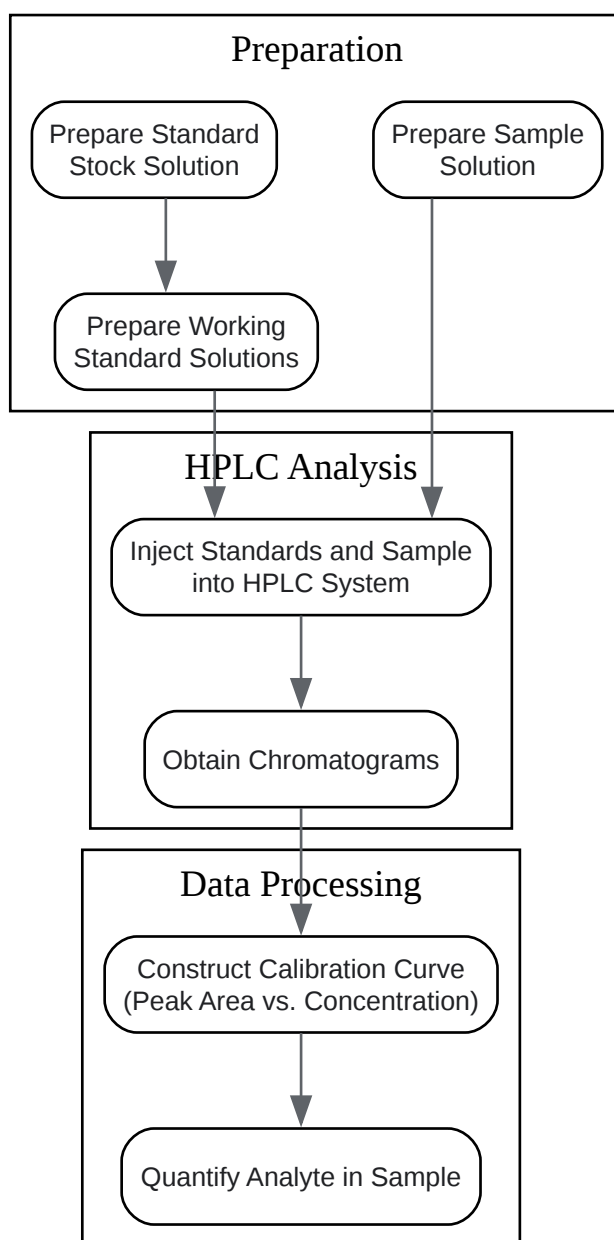 Preparation
Prepare Standard
Stock Solution
Prepare Sample
Solution
Prepare Working
Standard Solutions
HPLC Analysis
Inject Standards and Sample
into HPLC System
Obtain Chromatograms
Data Processing
Construct Calibration Curve
(Peak Area vs. Concentration)
Quantify Analyte in Sample